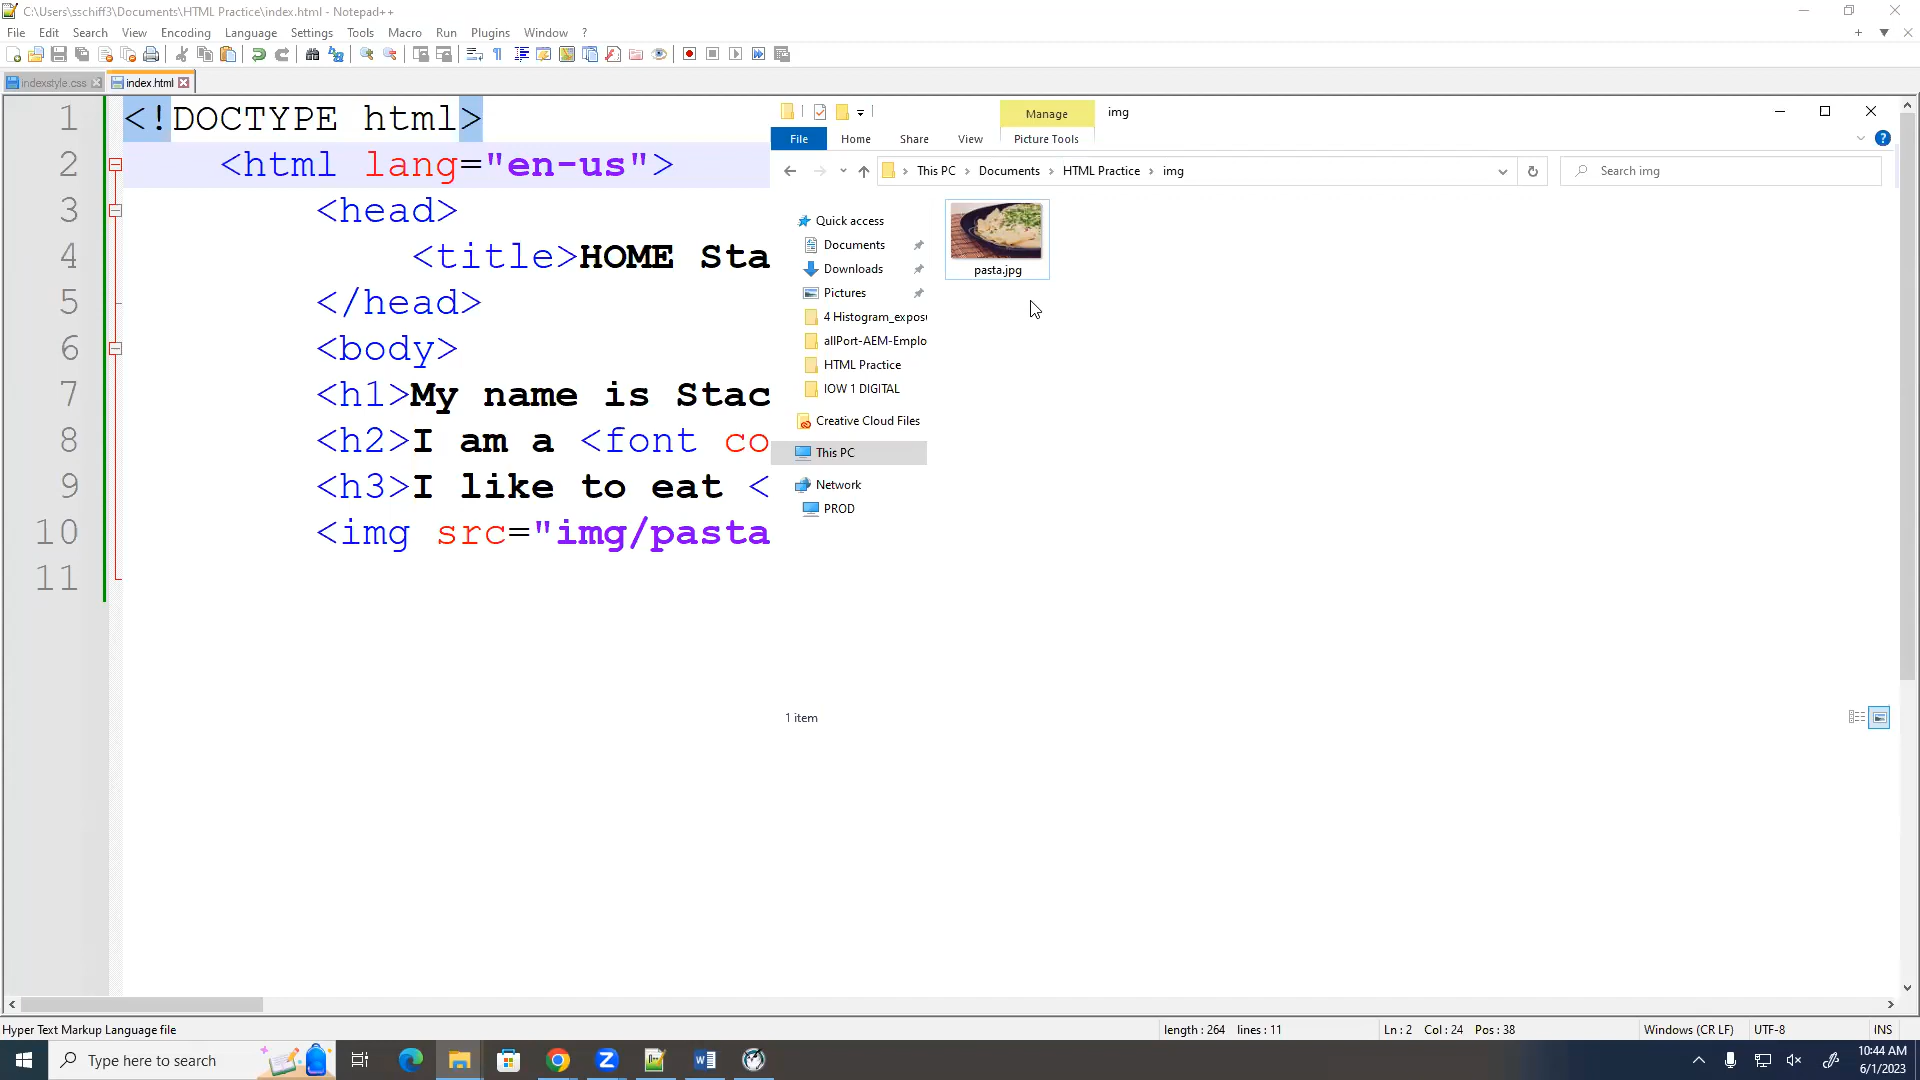 C:\Users\sschiff3\Documents\HTML Practice\index.html - Notepad++
File Edit Search View Encoding Language Settings Tools Macro Run Plugins Window ?
indexstyle.css index.html
1 <!DOCTYPE html>
2 <html lang="en-us">
3 <head>
4 <title>HOME Sta
5 </head>
6 <body>
7 <h1>My name is Stac
8 <h2>I am a <font co
9 <h3>I like to eat <
10 <img src="img/pasta
11
Manage img
File Home Share View Picture Tools
This PC > Documents > HTML Practice > img
Search img
Quick access
Documents
Downloads
Pictures
4 Histogram_expos
allPort-AEM-Emplo
HTML Practice
IOW 1 DIGITAL
Creative Cloud Files
This PC
Network
PROD
pasta.jpg
1 item
Hyper Text Markup Language file length : 264 lines : 11 Ln : 2 Col : 24 Pos : 38 Windows (CR LF) UTF-8 INS
Type here to search
10:44 AM
6/1/2023